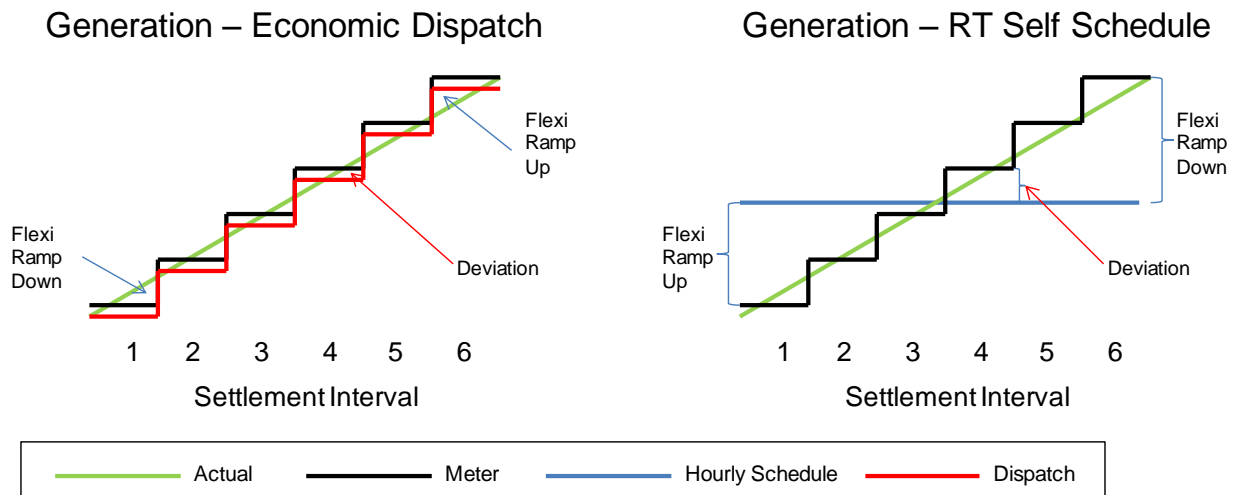 Generation – Economic Dispatch
Flexi
Ramp
Up
Flexi
Ramp
Down
Deviation
1 2 3 4 5 6
Settlement Interval
Generation – RT Self Schedule
Flexi
Ramp
Down
Flexi
Ramp
Up
Deviation
1 2 3 4 5 6
Settlement Interval
Actual Meter Hourly Schedule Dispatch